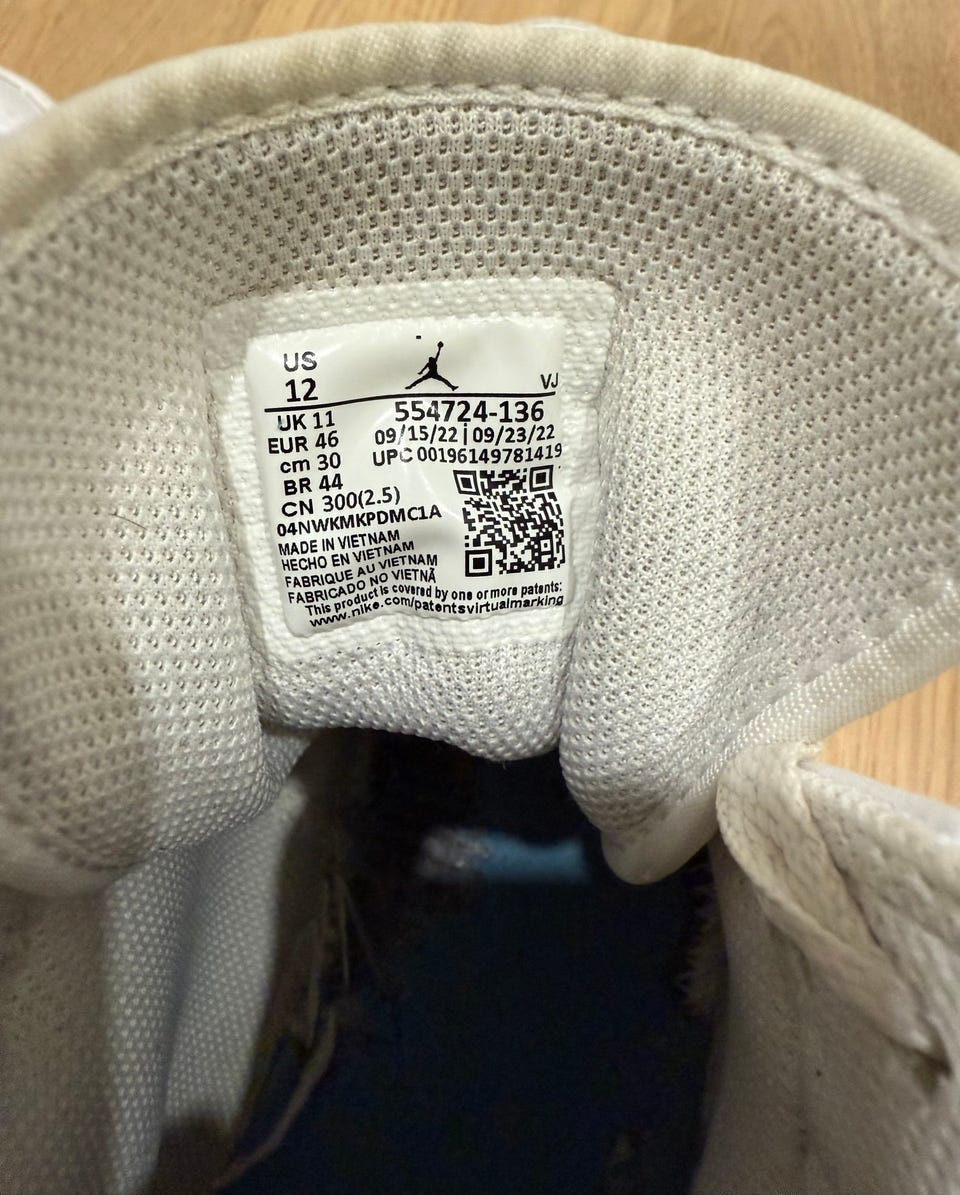 US
12
VJ
UK 11
EUR 46
cm 30
BR 44
CN 300(2.5)
554724-136
09/15/22 | 09/23/22
UPC 00196149781419
04NWKMKPDMC1A
MADE IN VIETNAM
HECHO EN VIETNAM
FABRIQUE AU VIETNAM
FABRICADO NO VIETNÃ
This product is covered by one or more patents:
www.nike.com/patentsvirtualmarking